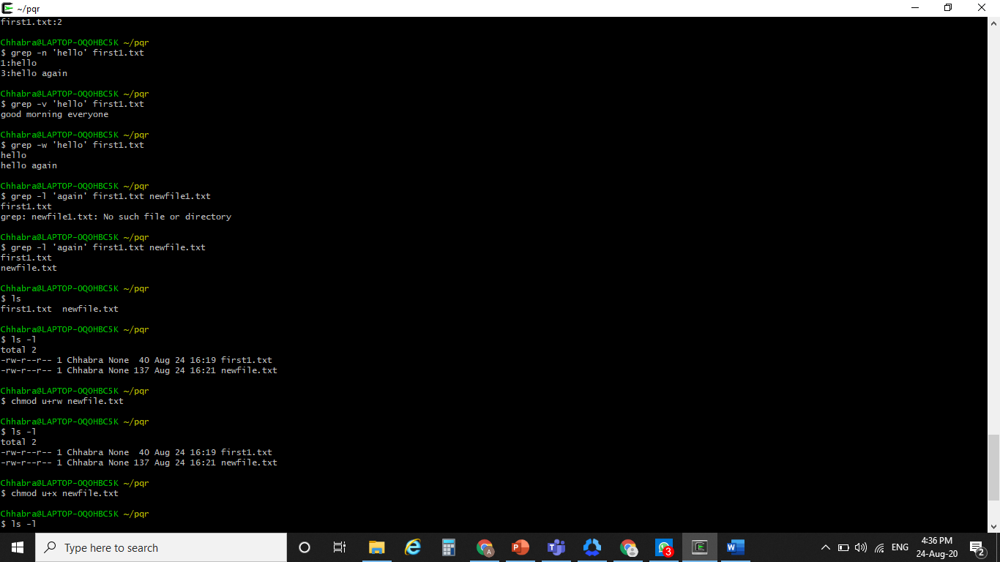 ~/pqr
first1.txt:2
Chhabra@LAPTOP-OQOHBC5K ~/pqr
$ grep -n 'hello' first1.txt
1:hello
3:hello again
Chhabra@LAPTOP-OQOHBC5K ~/pqr
$ grep -v 'hello' first1.txt
good morning everyone
Chhabra@LAPTOP-OQOHBC5K ~/pqr
$ grep -w 'hello' first1.txt
hello
hello again
Chhabra@LAPTOP-OQOHBC5K ~/pqr
$ grep -l 'again' first1.txt newfile1.txt
first1.txt
grep: newfile1.txt: No such file or directory
Chhabra@LAPTOP-OQOHBC5K ~/pqr
$ grep -l 'again' first1.txt newfile.txt
first1.txt
newfile.txt
Chhabra@LAPTOP-OQOHBC5K ~/pqr
$ ls
first1.txt  newfile.txt
Chhabra@LAPTOP-OQOHBC5K ~/pqr
$ ls -l
total 2
-rw-r--r-- 1 Chhabra None  40 Aug 24 16:19 first1.txt
-rw-r--r-- 1 Chhabra None 137 Aug 24 16:21 newfile.txt
Chhabra@LAPTOP-OQOHBC5K ~/pqr
$ chmod u+rw newfile.txt
Chhabra@LAPTOP-OQOHBC5K ~/pqr
$ ls -l
total 2
-rw-r--r-- 1 Chhabra None  40 Aug 24 16:19 first1.txt
-rw-r--r-- 1 Chhabra None 137 Aug 24 16:21 newfile.txt
Chhabra@LAPTOP-OQOHBC5K ~/pqr
$ chmod u+x newfile.txt
Chhabra@LAPTOP-OQOHBC5K ~/pqr
$ ls -l
Type here to search
A
P
T
3
W
ENG
4:36 PM
24-Aug-20
2